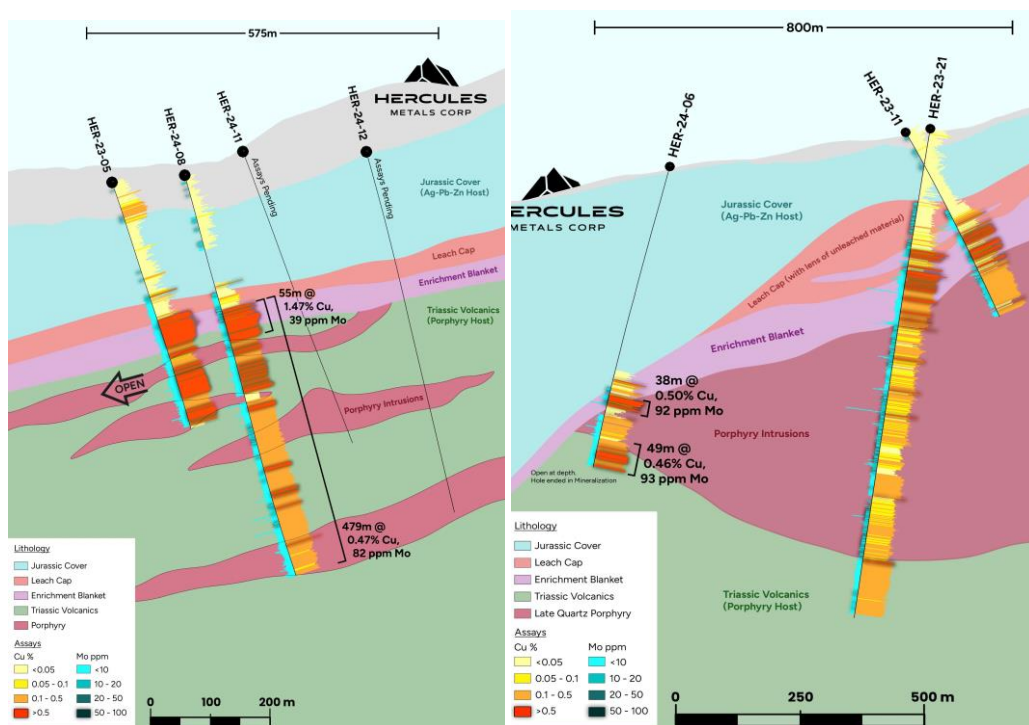 575m
HERCULES
METALS CORP
HER-23-05
HER-24-08
HER-24-11
HER-24-12
Assays Pending
Assays Pending
Jurassic Cover
(Ag-Pb-Zn Host)
Leach Cap
Enrichment Blanket
55m @
1.47% Cu,
39 ppm Mo
Triassic Volcanics
(Porphyry Host)
OPEN
Porphyry Intrusions
479m @
0.47% Cu,
82 ppm Mo
Lithology
Jurassic Cover
Leach Cap
Enrichment Blanket
Triassic Volcanics
Porphyry
Assays
Cu % Mo ppm
<0.05 <10
0.05 - 0.1 10 - 20
0.1 - 0.5 20 - 50
>0.5 50 - 100
0 100 200 m
800m
HER-24-06
HER-23-11
HER-23-21
HERCULES
METALS CORP
Jurassic Cover
(Ag-Pb-Zn Host)
Leach Cap (with lens of unleached material)
Enrichment Blanket
38m @
0.50% Cu,
92 ppm Mo
Porphyry Intrusions
49m @
0.46% Cu,
93 ppm Mo
Open at depth.
Hole ended in Mineralization
Lithology
Jurassic Cover
Leach Cap
Enrichment Blanket
Triassic Volcanics
Late Quartz Porphyry
Triassic Volcanics
(Porphyry Host)
Assays
Cu % Mo ppm
<0.05 <10
0.05 - 0.1 10 - 20
0.1 - 0.5 20 - 50
>0.5 50 - 100
0 250 500 m